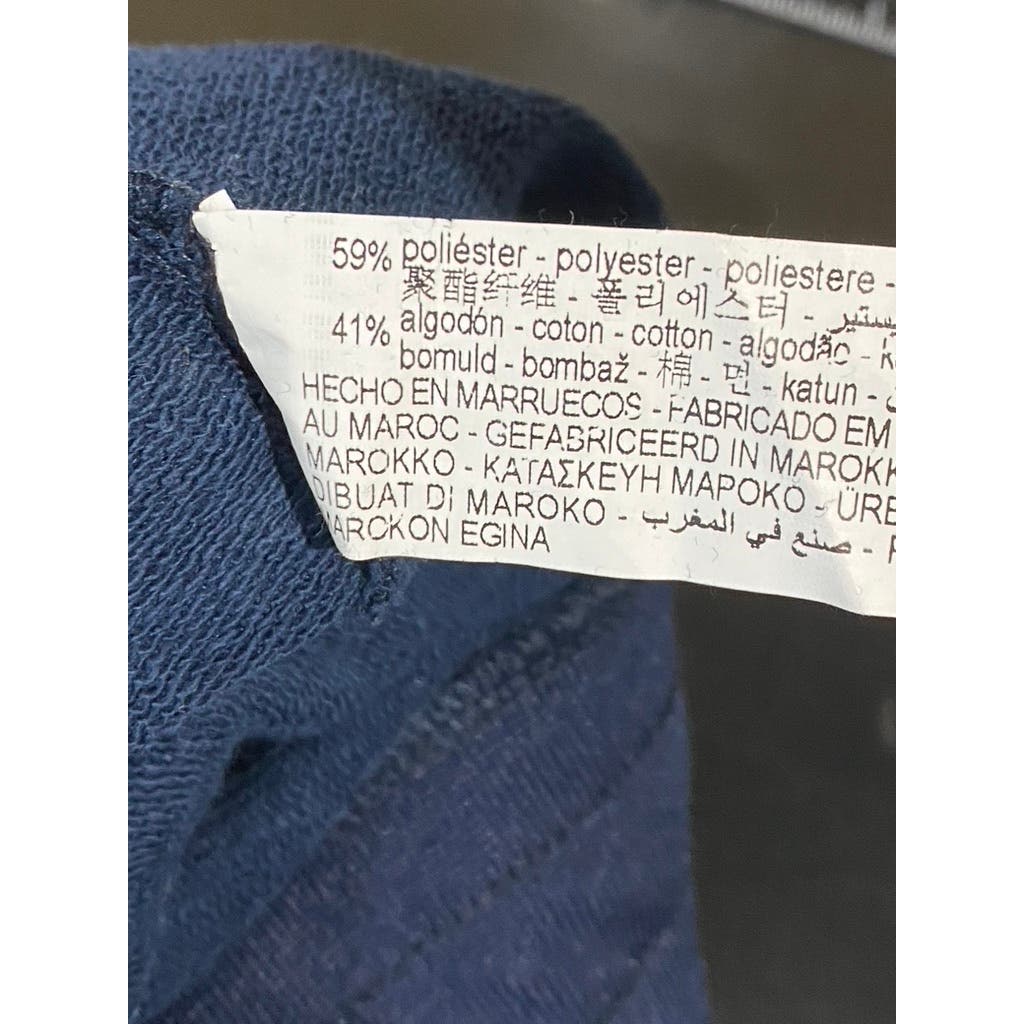 59% poliéster - polyester - poliestere -
聚酯纤维 - 폴리에스터 -
41% algodón - coton - cotton - algodão -
bomuld - bombaž - 棉 - 면 - katun -
HECHO EN MARRUECOS - FABRICADO EM
AU MAROC - GEFABRICEERD IN MAROKK
MAROKKO - ΚΑΤΑΣΚΕΥΗ ΜΑΡΟΚΟ - ÜRE
DIBUAT DI MAROKO - صنع في المغرب -
MAROKON EGINA